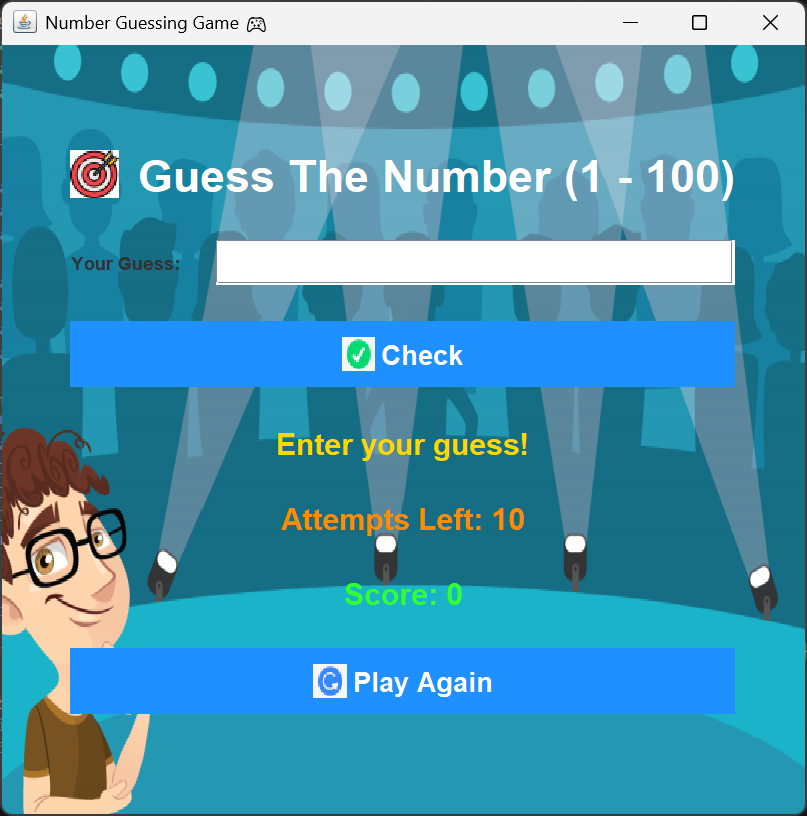 Number Guessing Game 🎮
Guess The Number (1 - 100)
Your Guess:
Check
Enter your guess!
Attempts Left: 10
Score: 0
Play Again